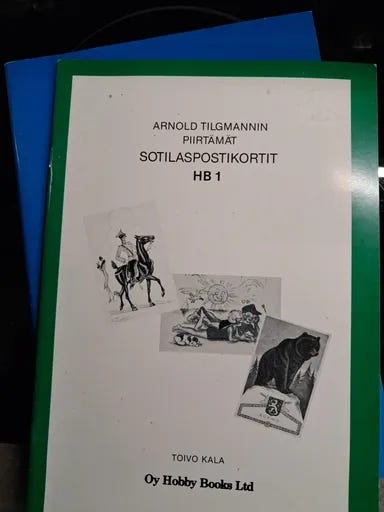 ARNOLD TILGMANNIN
PIIRTÄMÄT
SOTILASPOSTIKORTIT
HB 1
TOIVO KALA
Oy Hobby Books Ltd